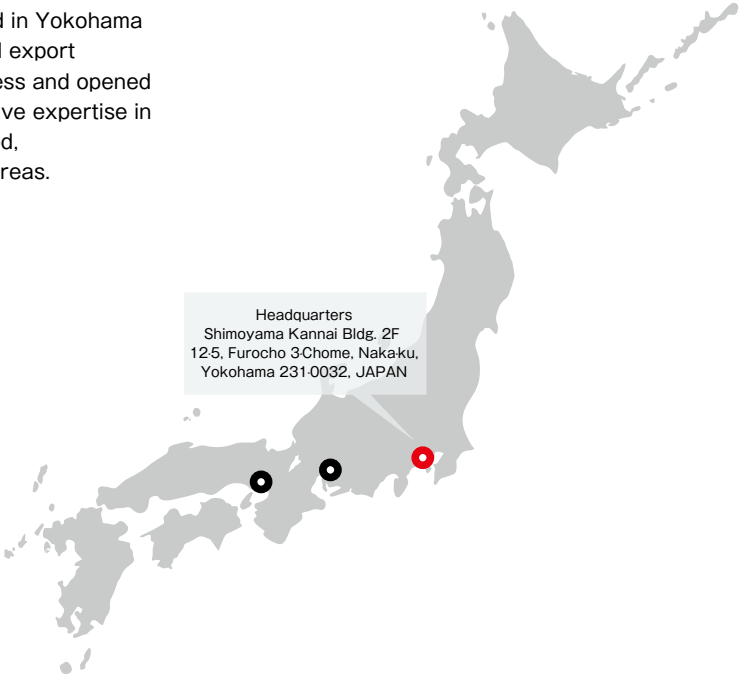 d in Yokohama
l export
ess and opened
ve expertise in
ed,
reas.
Headquarters
Shimoyama Kannai Bldg. 2F
12-5, Furocho 3-Chome, Naka-ku,
Yokohama 231-0032, JAPAN